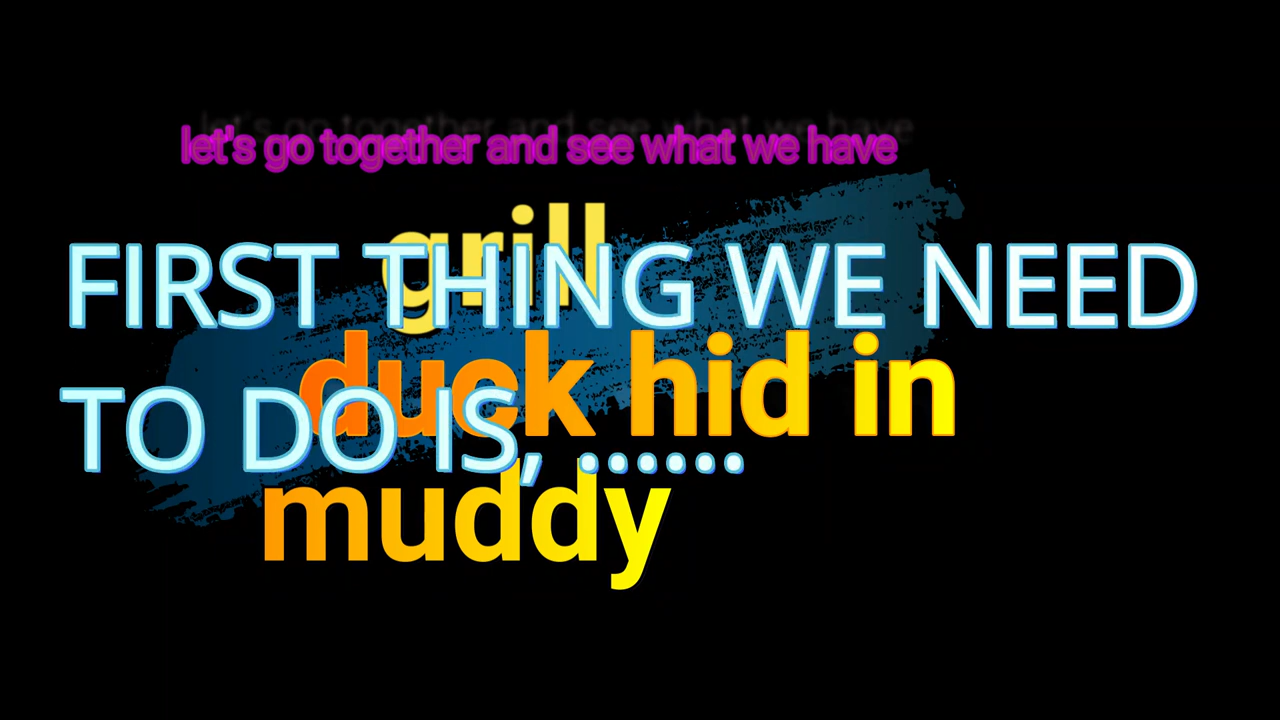 let's go together and see what we have
grill
FIRST THING WE NEED
duck hid in
TO DO IS, ......
muddy